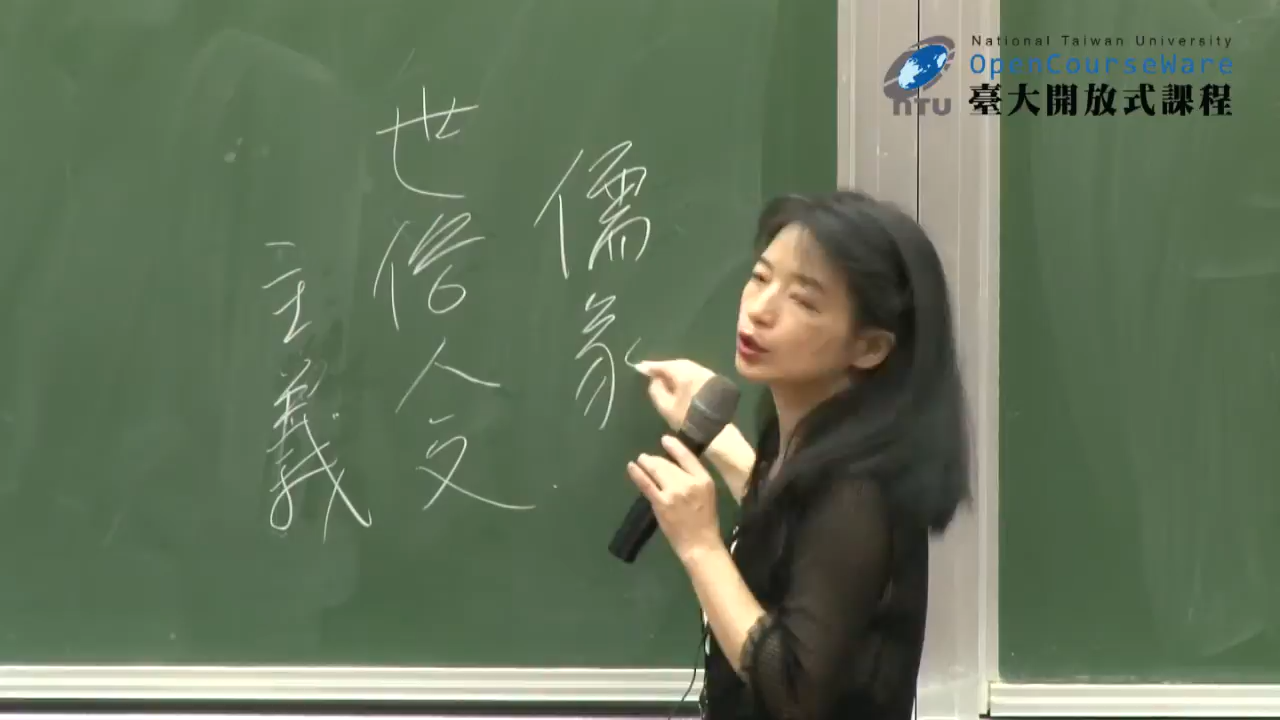 National Taiwan University
OpenCourseWare
NTU
臺大開放式課程
儒家
世俗人文
主義